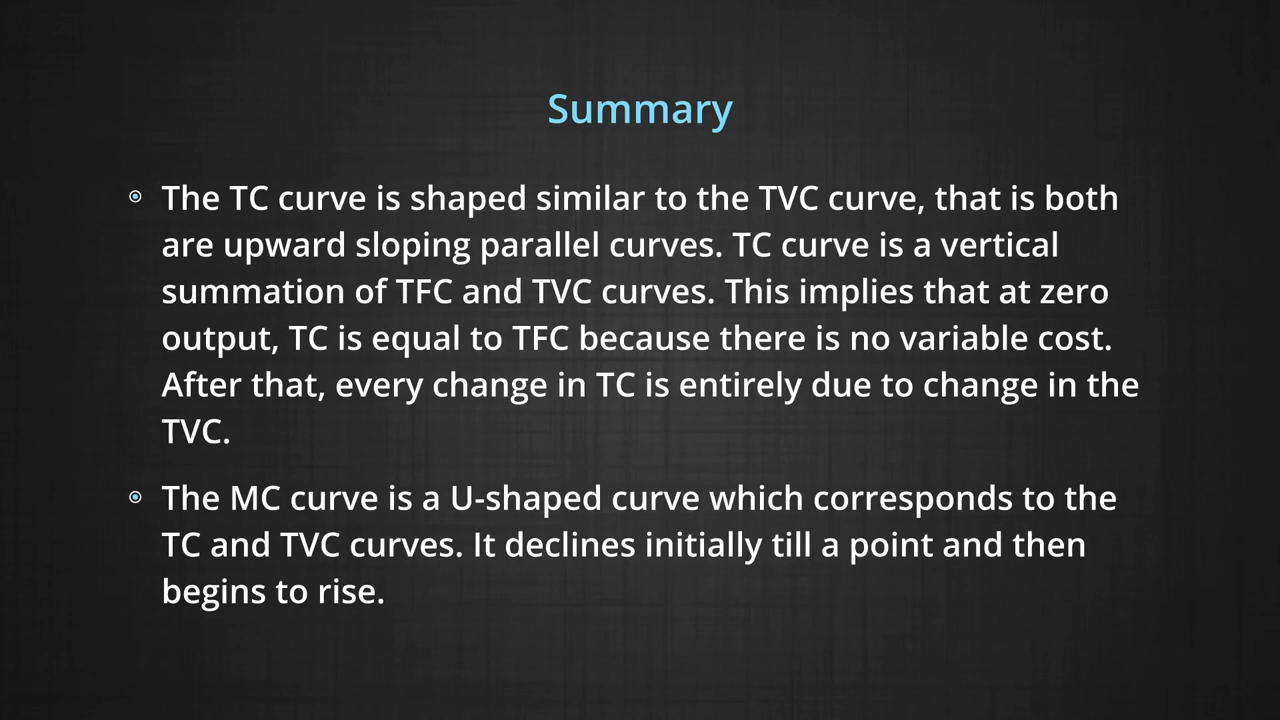 Summary
The TC curve is shaped similar to the TVC curve, that is both
are upward sloping parallel curves. TC curve is a vertical
summation of TFC and TVC curves. This implies that at zero
output, TC is equal to TFC because there is no variable cost.
After that, every change in TC is entirely due to change in the
TVC.
The MC curve is a U-shaped curve which corresponds to the
TC and TVC curves. It declines initially till a point and then
begins to rise.